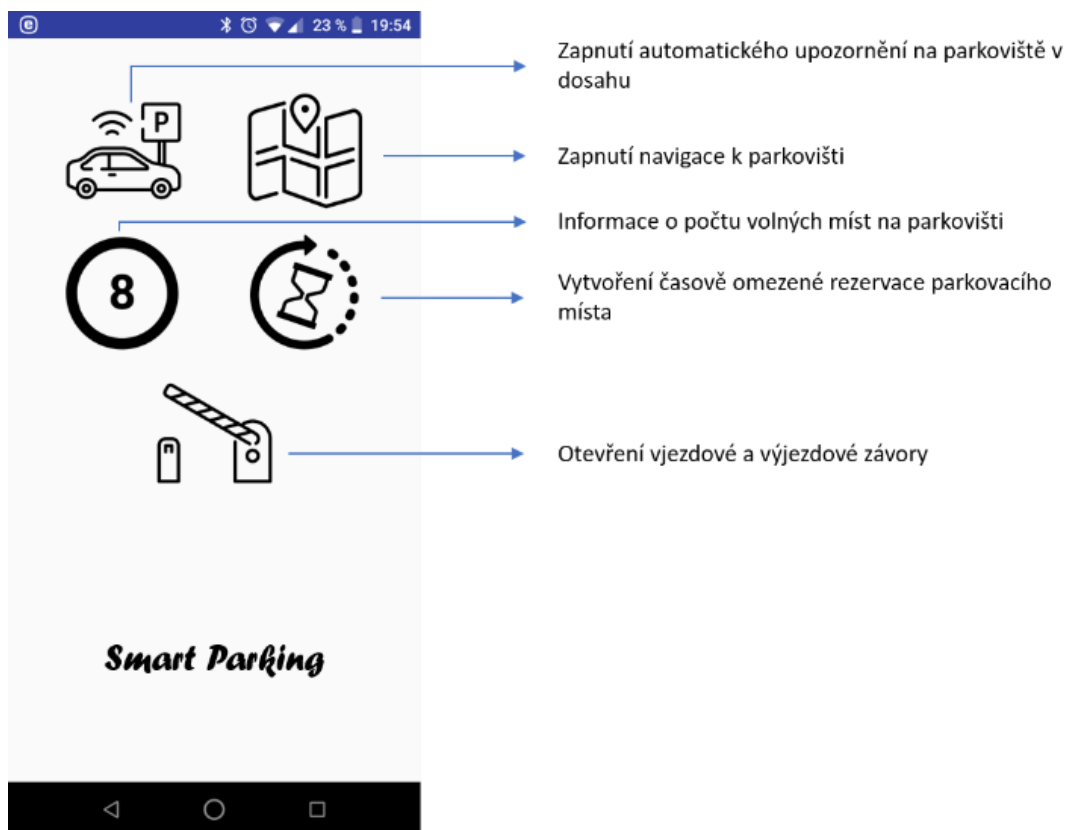 23 % 19:54
Zapnutí automatického upozornění na parkoviště v
dosahu
P
Zapnutí navigace k parkovišti
Informace o počtu volných míst na parkovišti
8
Vytvoření časově omezené rezervace parkovacího
místa
Otevření vjezdové a výjezdové závory
Smart Parking